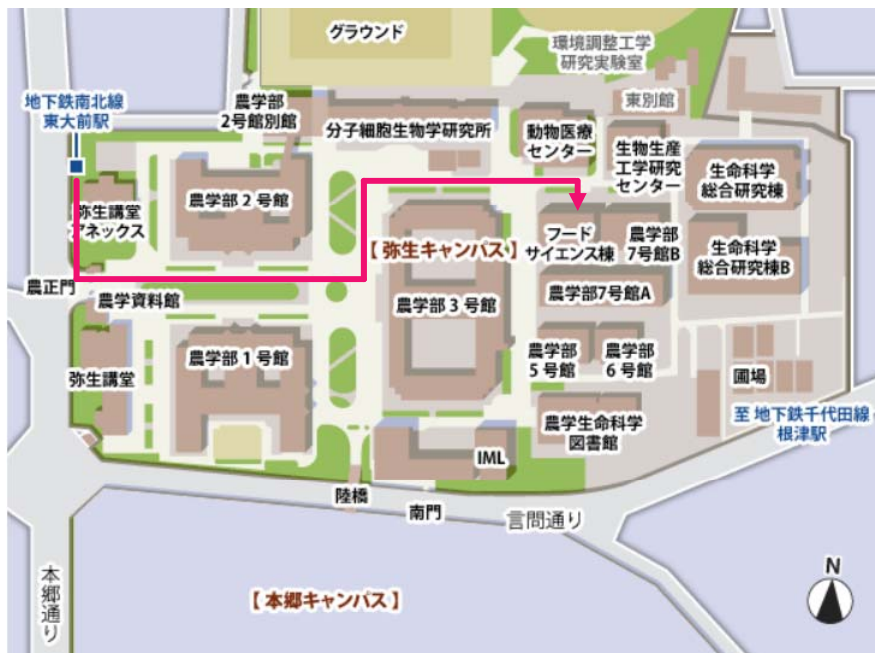 グラウンド
環境調整工学
研究実験室
地下鉄南北線
東大前駅
農学部
2号館別館
分子細胞生物学研究所
動物医療
センター
東別館
生物生産
工学研究
センター
生命科学
総合研究棟
弥生講堂
アネックス
農学部2号館
【 弥生キャンパス 】
フード
サイエンス棟
農学部
7号館B
生命科学
総合研究棟B
農正門
農学資料館
農学部3号館
農学部7号館A
弥生講堂
農学部1号館
農学部
5号館
農学部
6号館
圃場
農学生命科学
図書館
至 地下鉄千代田線
根津駅
IML
陸橋
南門
言問通り
本郷通り
【 本郷キャンパス 】
N